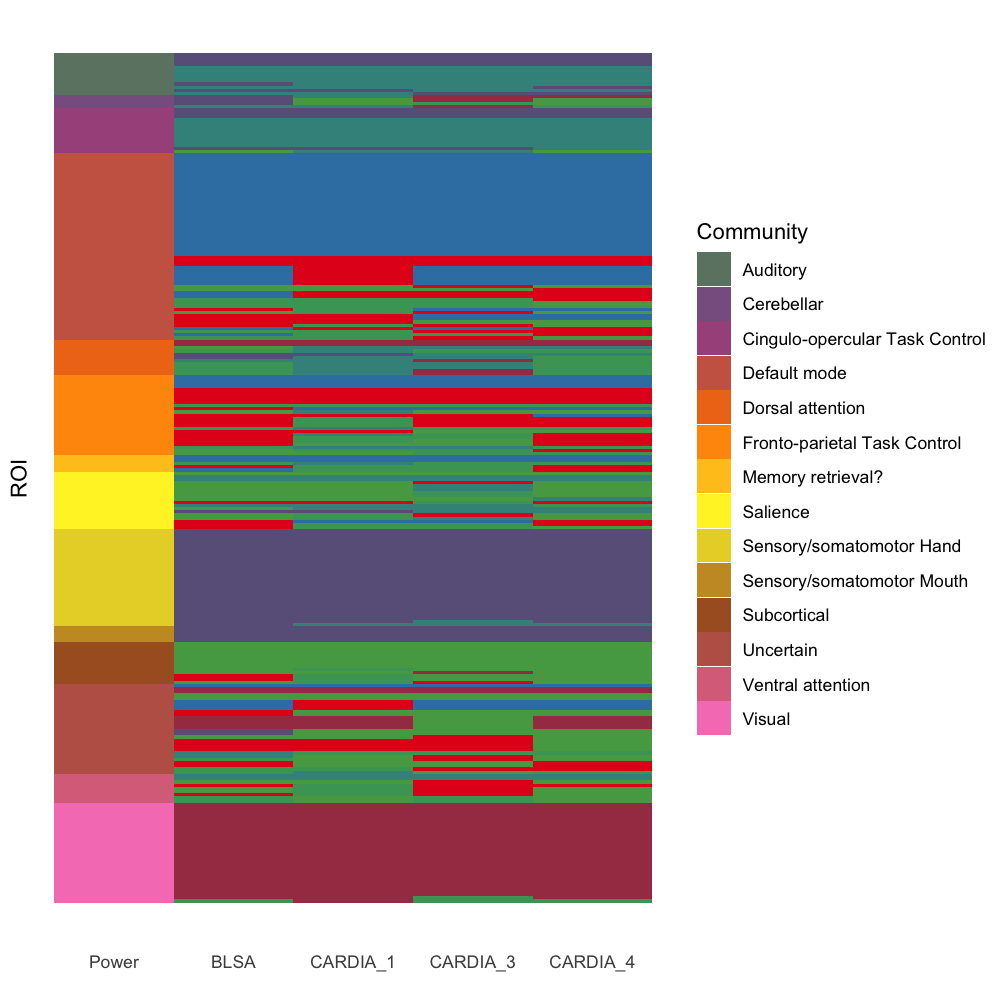 Community
Auditory
Cerebellar
Cingulo-opercular Task Control
Default mode
Dorsal attention
Fronto-parietal Task Control
Memory retrieval?
Salience
Sensory/somatomotor Hand
Sensory/somatomotor Mouth
Subcortical
Uncertain
Ventral attention
Visual
ROI
Power BLSA CARDIA_1 CARDIA_3 CARDIA_4